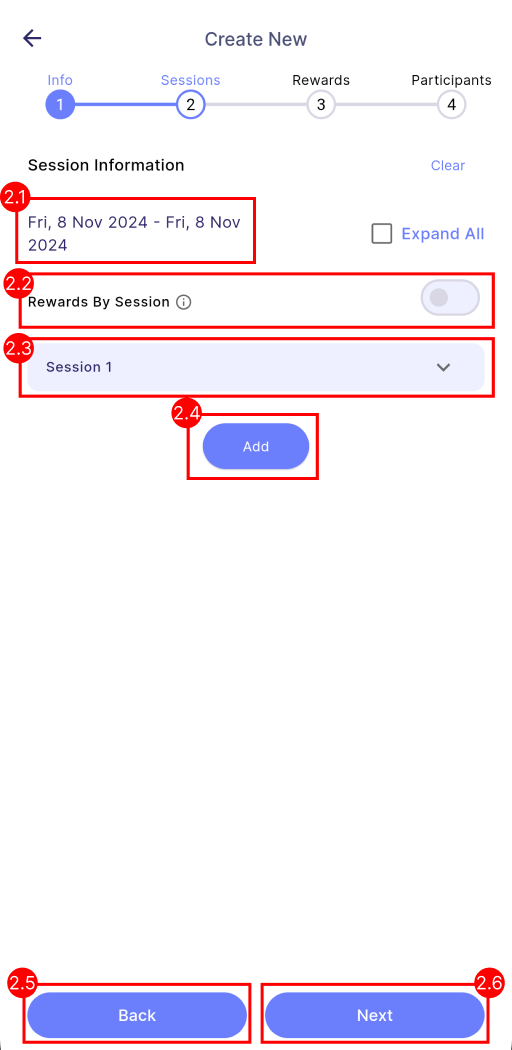 Create New
Info Sessions Rewards Participants
1 2 3 4
Session Information Clear
2.1
Fri, 8 Nov 2024 - Fri, 8 Nov
2024
Expand All
2.2
Rewards By Session
2.3
Session 1
2.4
Add
2.5 2.6
Back Next